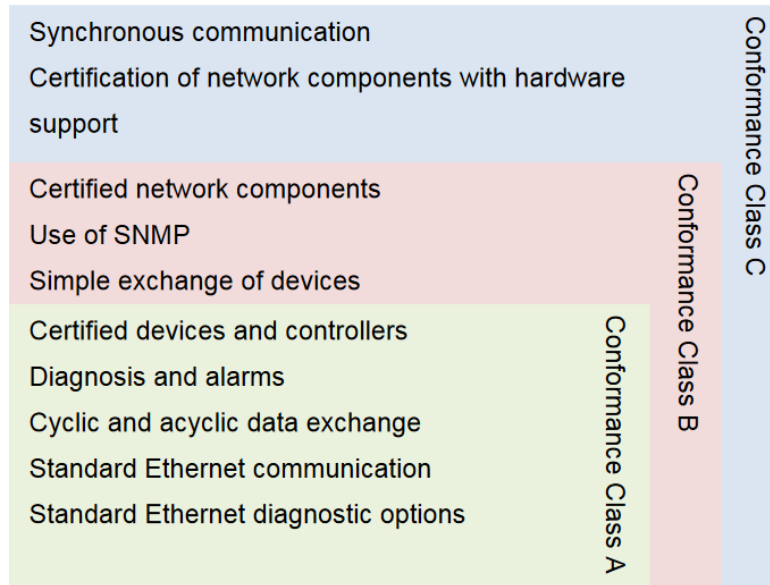 Synchronous communication
Certification of network components with hardware
support
Conformance Class C
Certified network components
Use of SNMP
Simple exchange of devices
Conformance Class B
Certified devices and controllers
Diagnosis and alarms
Cyclic and acyclic data exchange
Standard Ethernet communication
Standard Ethernet diagnostic options
Conformance Class A